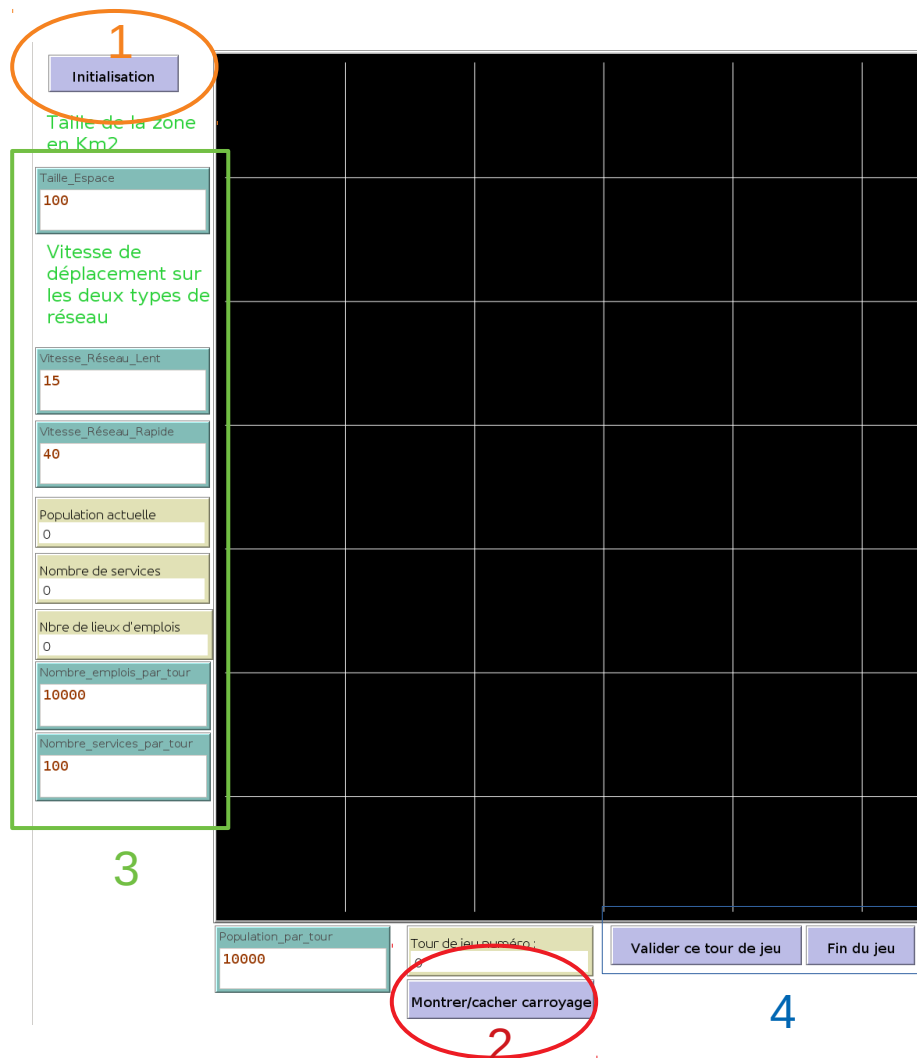 1
Initialisation
Taille de la zone
en Km2
Taille_Espace
100
Vitesse de
déplacement sur
les deux types de
réseau
Vitesse_Réseau_Lent
15
Vitesse_Réseau_Rapide
40
Population actuelle
0
Nombre de services
0
Nbre de lieux d'emplois
0
Nombre_emplois_par_tour
10000
Nombre_services_par_tour
100
3
Population_par_tour
10000
Tour de jeu numéro :
0
Montrer/cacher carroyage
2
Valider ce tour de jeu
Fin du jeu
4